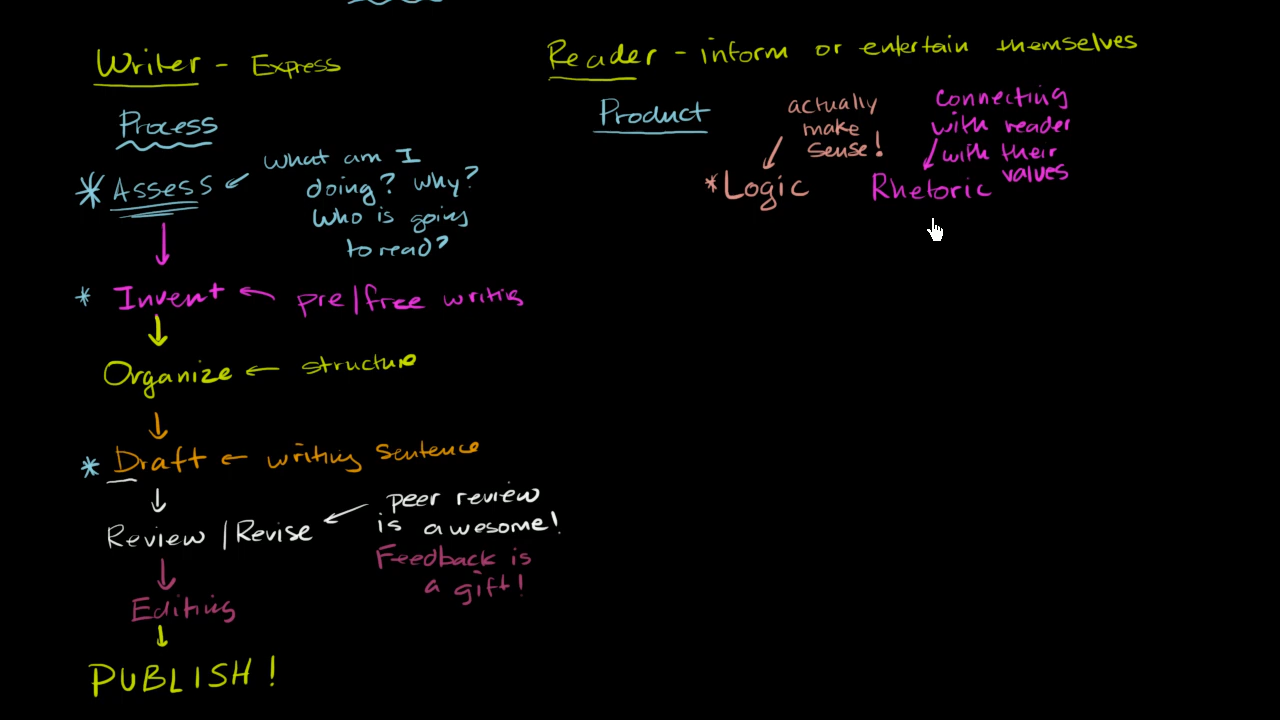 Writer - Express
Process
* Assess
what am I
doing? why?
Who is going
to read?
* Invent
pre/free writing
Organize
structure
* Draft
writing sentence
Review / Revise
peer review
is awesome!
Feedback is
a gift!
Editing
PUBLISH!
Reader - inform or entertain themselves
Product
actually
make
sense!
* Logic
connecting
with reader
with their
values
Rhetoric